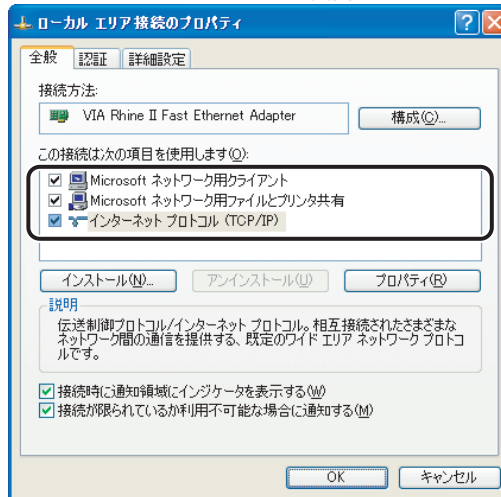 ローカル エリア接続のプロパティ
全般 認証 詳細設定
接続方法:
VIA Rhine II Fast Ethernet Adapter 構成(C)...
この接続は次の項目を使用します(O):
Microsoft ネットワーク用クライアント
Microsoft ネットワーク用ファイルとプリンタ共有
インターネット プロトコル (TCP/IP)
インストール(N)... アンインストール(U) プロパティ(R)
説明
伝送制御プロトコル/インターネット プロトコル。相互接続されたさまざまな
ネットワーク間の通信を提供する、既定のワイド エリア ネットワーク プロトコ
ルです。
接続時に通知領域にインジケータを表示する(W)
接続が限られているか利用不可能な場合に通知する(M)
OK キャンセル